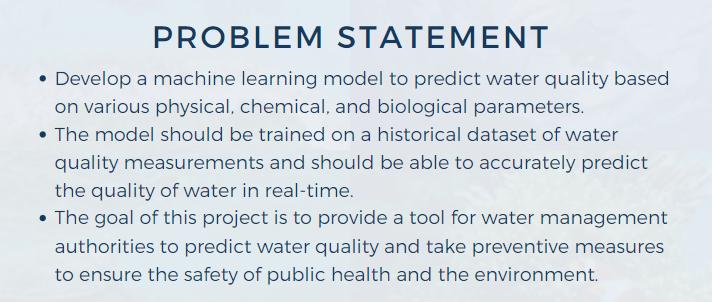 PROBLEM STATEMENT
• Develop a machine learning model to predict water quality based
on various physical, chemical, and biological parameters.
• The model should be trained on a historical dataset of water
quality measurements and should be able to accurately predict
the quality of water in real-time.
• The goal of this project is to provide a tool for water management
authorities to predict water quality and take preventive measures
to ensure the safety of public health and the environment.